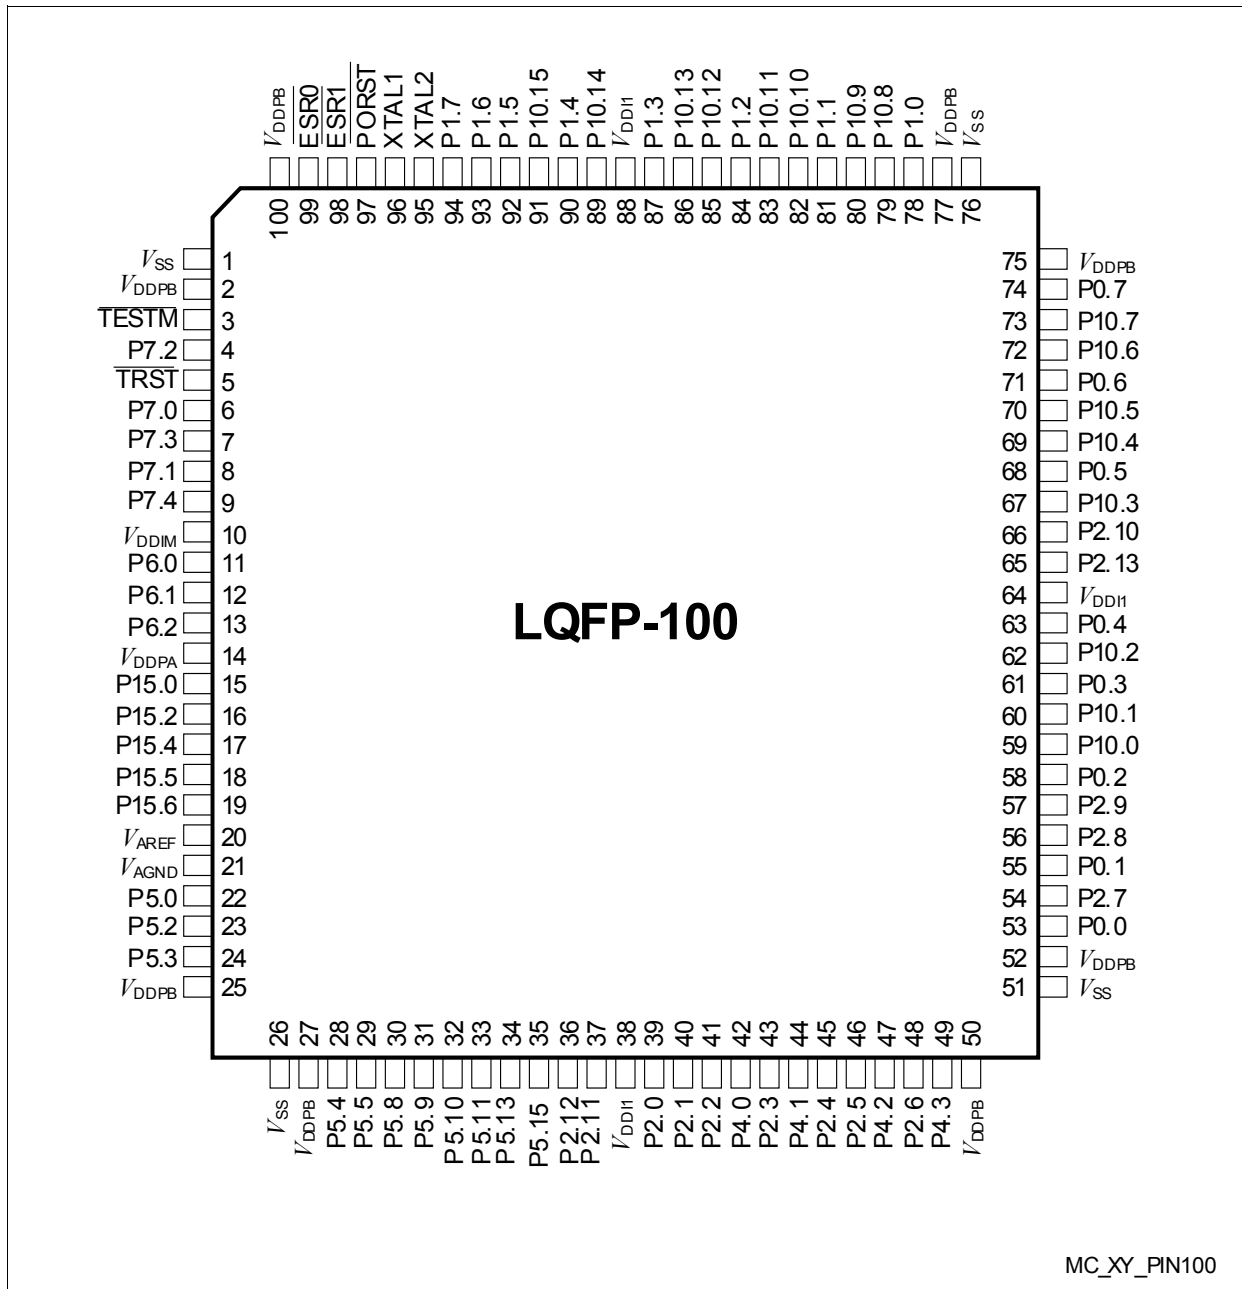 VDDPB
ESR0
ESR1
PORST
XTAL1
XTAL2
P1.7
P1.6
P1.5
P10.15
P1.4
P10.14
VDDI1
P1.3
P10.13
P10.12
P1.2
P10.11
P10.10
P1.1
P10.9
P10.8
P1.0
VDDPB
VSS
100 99 98 97 96 95 94 93 92 91 90 89 88 87 86 85 84 83 82 81 80 79 78 77 76
VSS 1 75 VDDPB
VDDPB 2 74 P0.7
TESTM 3 73 P10.7
P7.2 4 72 P10.6
TRST 5 71 P0.6
P7.0 6 70 P10.5
P7.3 7 69 P10.4
P7.1 8 68 P0.5
P7.4 9 67 P10.3
VDDIM 10 66 P2.10
P6.0 11 65 P2.13
P6.1 12 64 VDDI1
P6.2 13 63 P0.4
LQFP-100
VDDPA 14 62 P10.2
P15.0 15 61 P0.3
P15.2 16 60 P10.1
P15.4 17 59 P10.0
P15.5 18 58 P0.2
P15.6 19 57 P2.9
VAREF 20 56 P2.8
VAGND 21 55 P0.1
P5.0 22 54 P2.7
P5.2 23 53 P0.0
P5.3 24 52 VDDPB
VDDPB 25 51 VSS
26 27 28 29 30 31 32 33 34 35 36 37 38 39 40 41 42 43 44 45 46 47 48 49 50
VSS
VDDPB
P5.4
P5.5
P5.8
P5.9
P5.10
P5.11
P5.13
P5.15
P2.12
P2.11
VDDI1
P2.0
P2.1
P2.2
P4.0
P2.3
P4.1
P2.4
P2.5
P4.2
P2.6
P4.3
VDDPB
MC_XY_PIN100